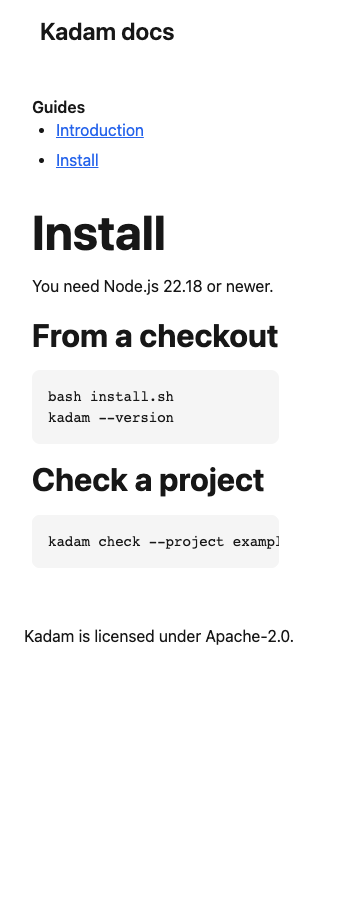 Kadam docs
Guides
Introduction
Install
Install
You need Node.js 22.18 or newer.
From a checkout
bash install.sh
kadam --version
Check a project
kadam check --project exampl
Kadam is licensed under Apache-2.0.